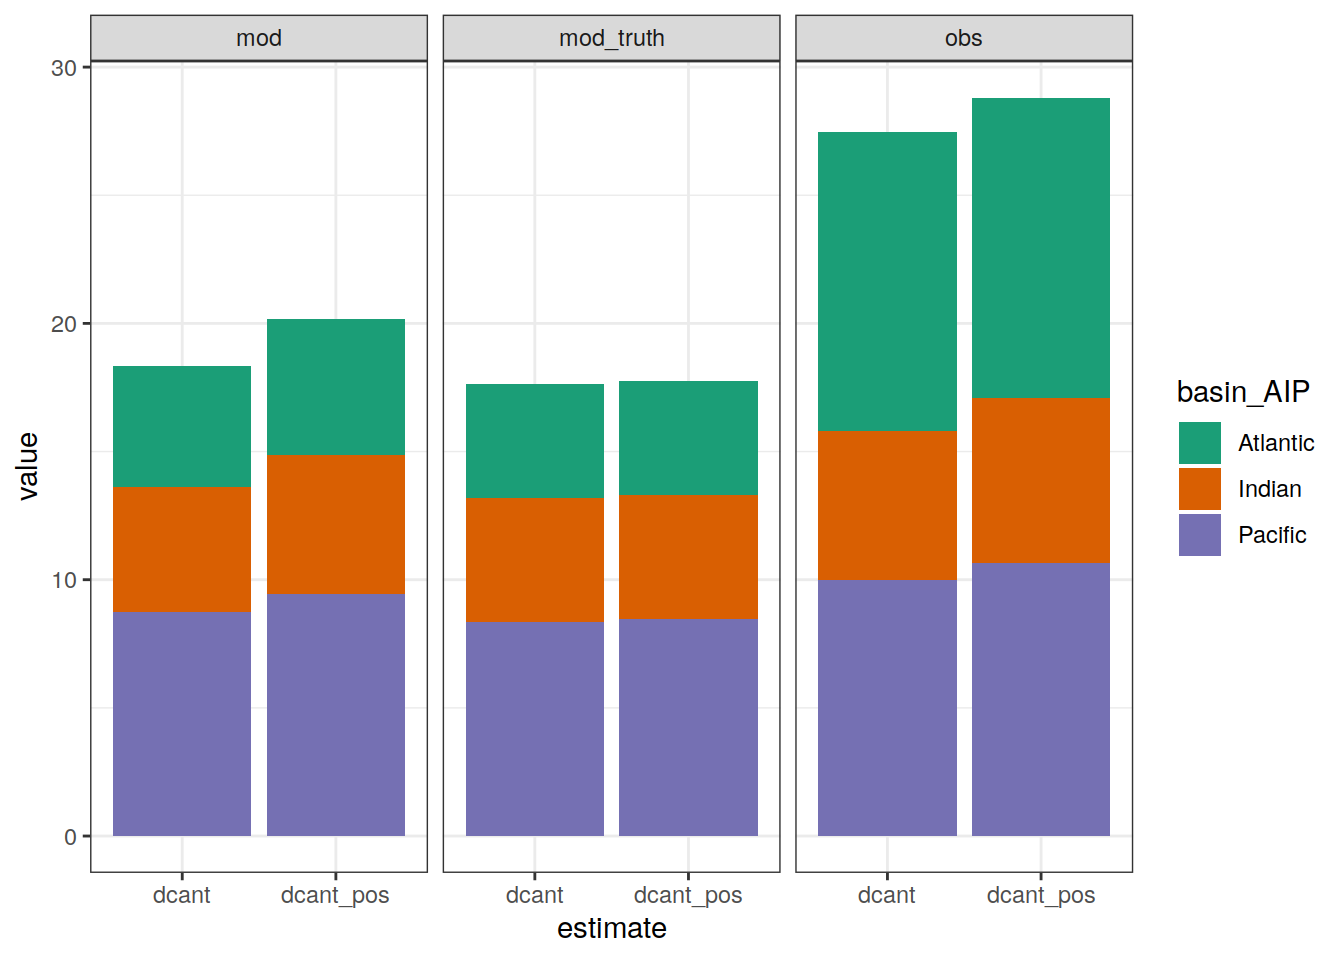 mod
mod_truth
obs
30
20
10
0
value
dcant
dcant_pos
dcant
dcant_pos
dcant
dcant_pos
estimate
basin_AIP
Atlantic
Indian
Pacific